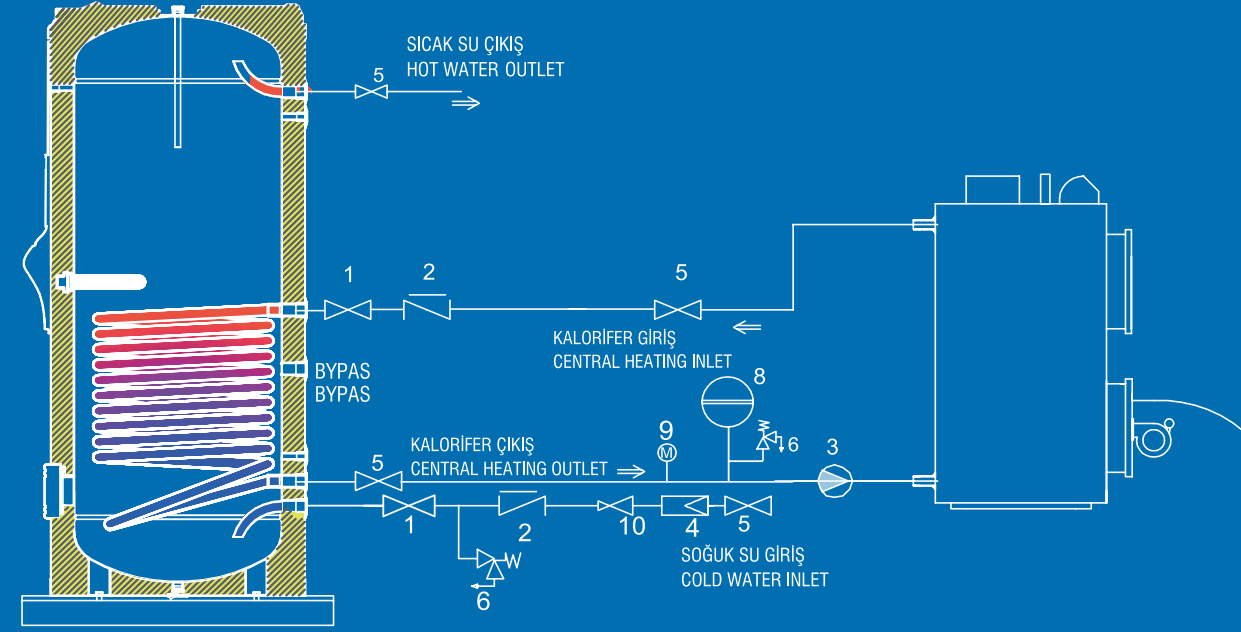 SICAK SU ÇIKIŞ
HOT WATER OUTLET
5
1
2
5
KALORİFER GİRİŞ
CENTRAL HEATING INLET
BYPAS
BYPAS
8
9
M
6
3
KALORİFER ÇIKIŞ
CENTRAL HEATING OUTLET
5
1
2
10
4
5
6
SOĞUK SU GİRİŞ
COLD WATER INLET